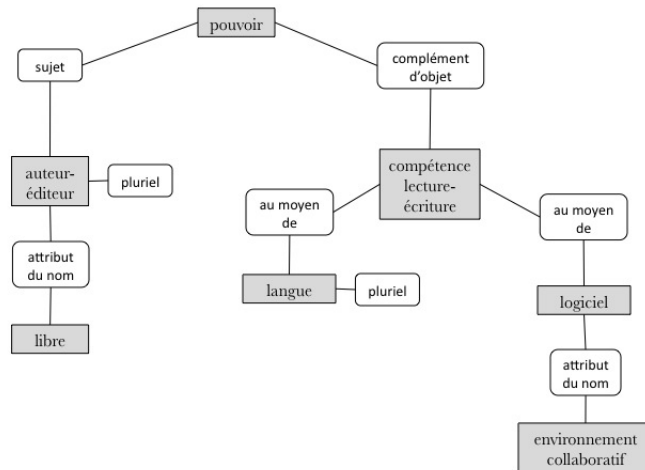 pouvoir
sujet
complément
d'objet
auteur-
éditeur
pluriel
compétence
lecture-
écriture
au moyen
de
au moyen
de
attribut
du nom
langue
pluriel
logiciel
libre
attribut
du nom
environnement
collaboratif